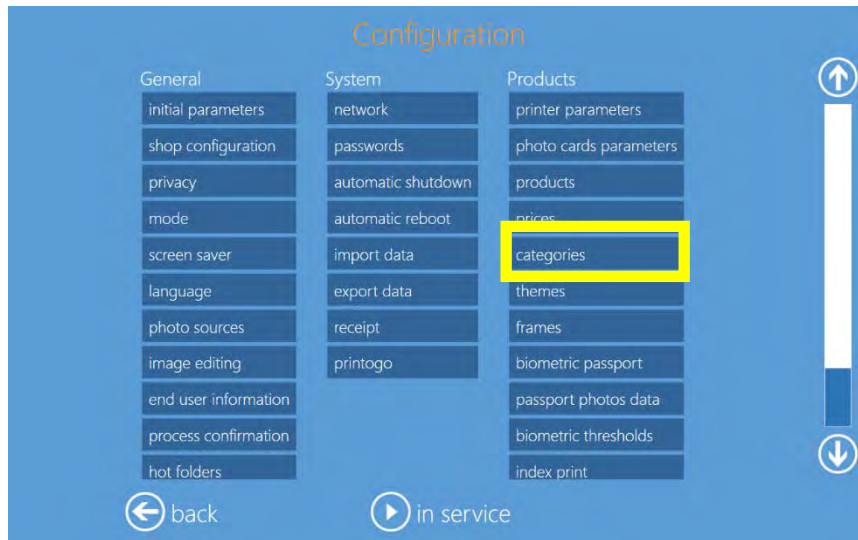 Configuration
General
initial parameters
shop configuration
privacy
mode
screen saver
language
photo sources
image editing
end user information
process confirmation
hot folders
System
network
passwords
automatic shutdown
automatic reboot
import data
export data
receipt
printogo
Products
printer parameters
photo cards parameters
products
prices
categories
themes
frames
biometric passport
passport photos data
biometric thresholds
index print
back
in service